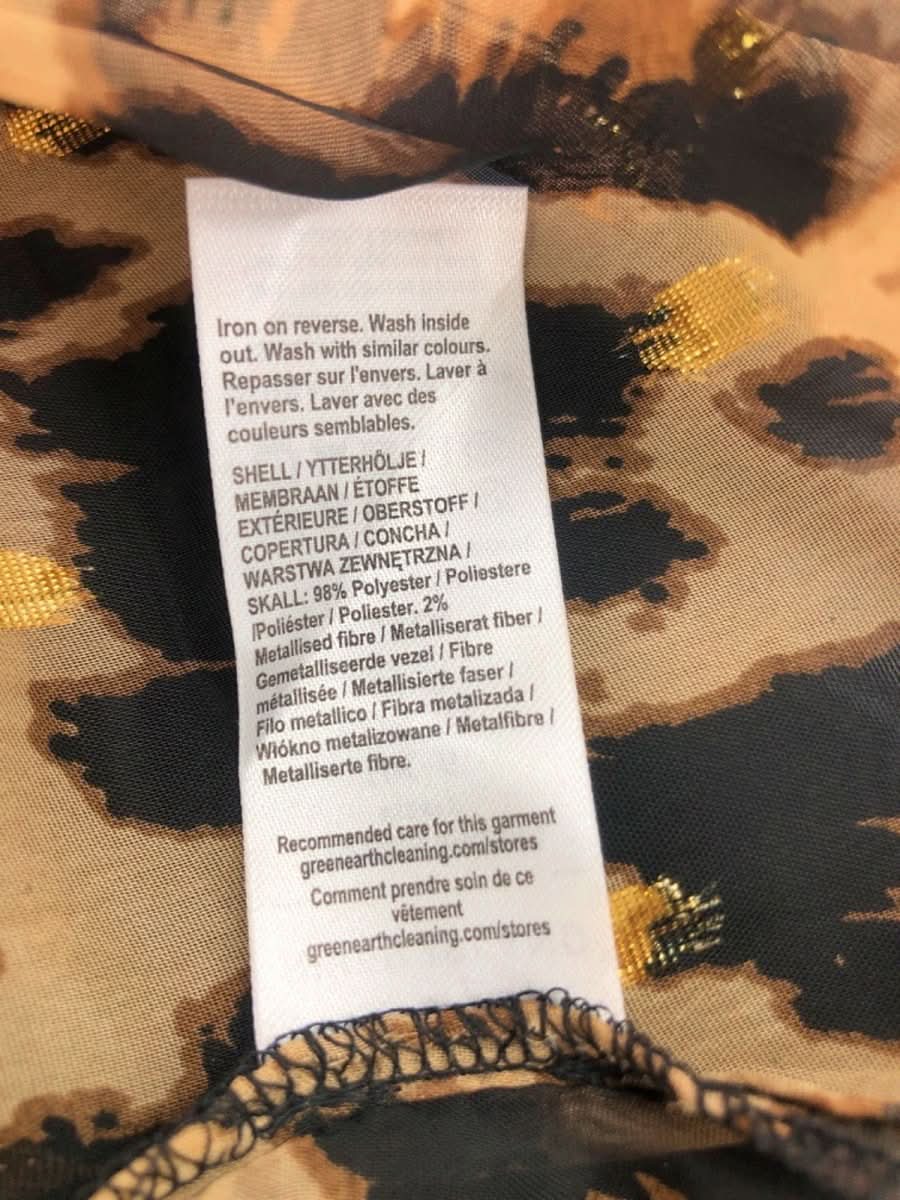 Iron on reverse. Wash inside
out. Wash with similar colours.
Repasser sur l'envers. Laver à
l'envers. Laver avec des
couleurs semblables.
SHELL / YTTERHÖLJE /
MEMBRAAN / ÉTOFFE
EXTÉRIEURE / OBERSTOFF /
COPERTURA / CONCHA /
WARSTWA ZEWNĘTRZNA /
SKALL: 98% Polyester / Poliestere
/Poliéster / Poliester. 2%
Metallised fibre / Metalliserat fiber /
Gemetalliseerde vezel / Fibre
métallisée / Metallisierte faser /
Filo metallico / Fibra metalizada /
Włókno metalizowane / Metalfibre /
Metalliserte fibre.
Recommended care for this garment
greenearthcleaning.com/stores
Comment prendre soin de ce
vêtement
greenearthcleaning.com/stores